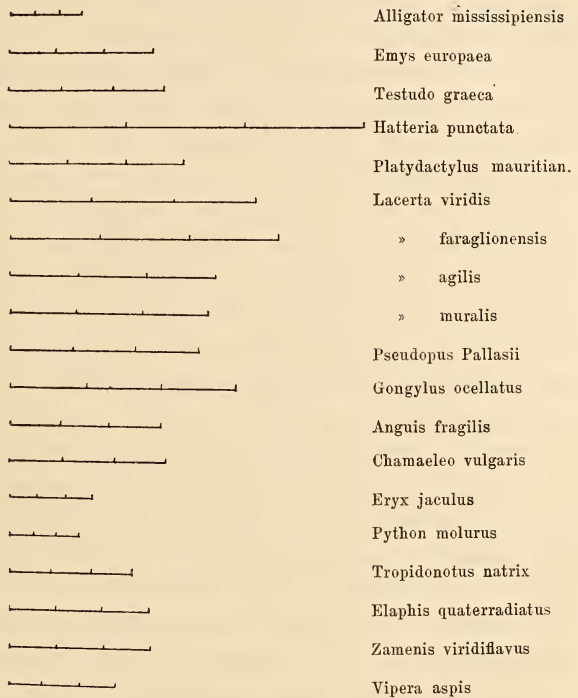 Alligator mississipiensis
Emys europaea
Testudo graeca
Hatteria punctata
Platydactylus mauritian.
Lacerta viridis
» faraglionensis
» agilis
» muralis
Pseudopus Pallasii
Gongylus ocellatus
Anguis fragilis
Chamaeleo vulgaris
Eryx jaculus
Python molurus
Tropidonotus natrix
Elaphis quaterradiatus
Zamenis viridiflavus
Vipera aspis